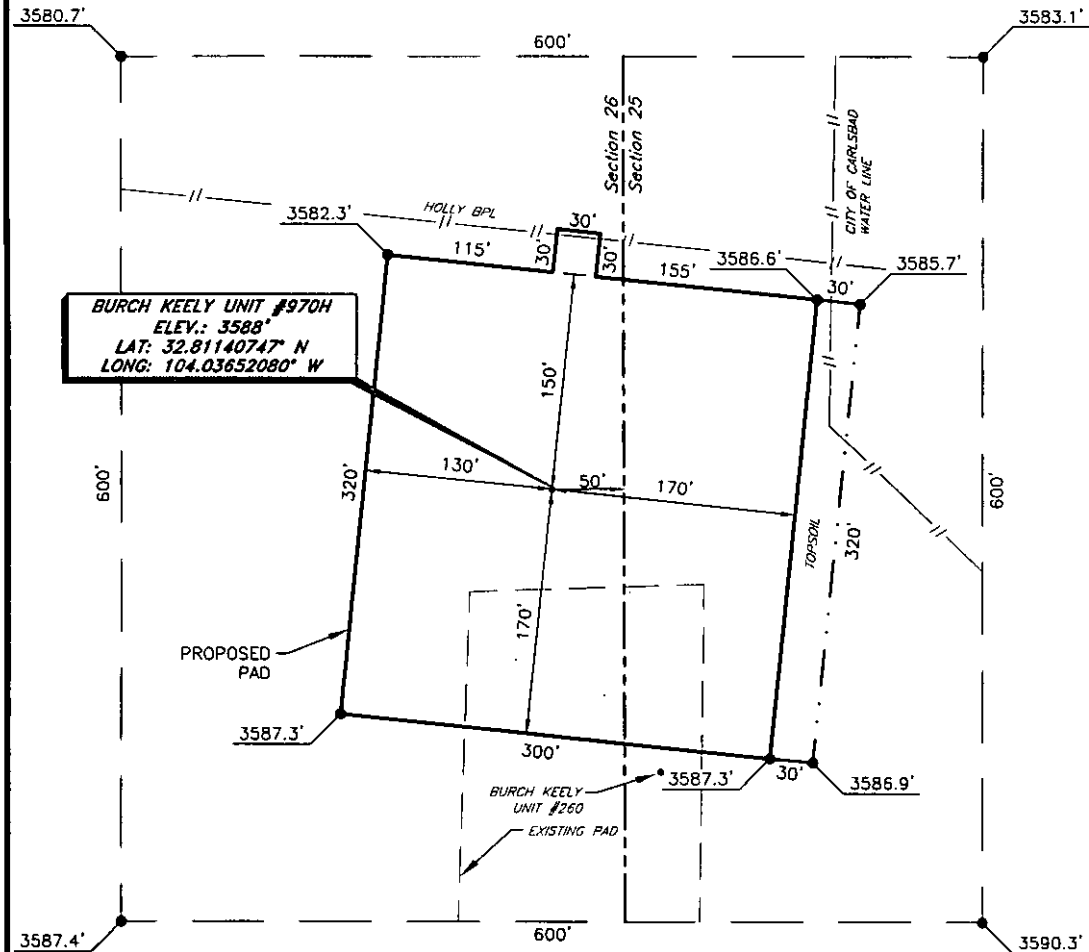 3580.7'
3583.1'
600'
Section 26
Section 25
CITY OF CARLSBAD
WATER LINE
HOLLY BPL
3582.3'
30'
115'
30'
30'
155'
3586.6'
30'
3585.7'
BURCH KEELY UNIT #970H
ELEV.: 3588'
LAT: 32.81140747° N
LONG: 104.03652080° W
150'
600'
320'
130'
50'
170'
600'
TOPSOIL
320'
170'
PROPOSED
PAD
3587.3'
300'
3587.3'
30'
3586.9'
BURCH KEELY
UNIT #260
EXISTING PAD
3587.4'
600'
3590.3'